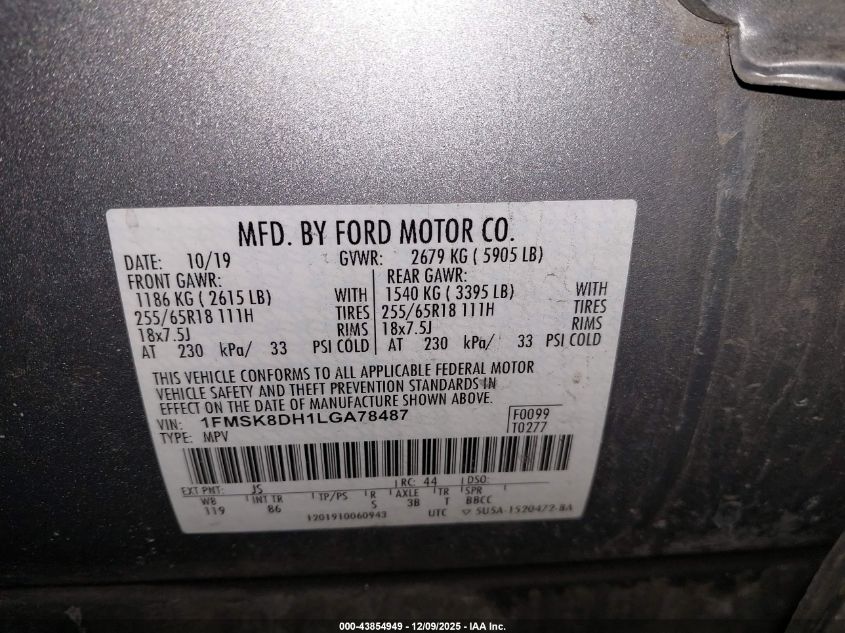 MFD. BY FORD MOTOR CO.
DATE: 10/19 GVWR: 2679 KG ( 5905 LB)
FRONT GAWR: REAR GAWR:
1186 KG ( 2615 LB) WITH 1540 KG ( 3395 LB) WITH
255/65R18 111H TIRES 255/65R18 111H TIRES
18x7.5J RIMS 18x7.5J RIMS
AT 230 kPa/ 33 PSI COLD AT 230 kPa/ 33 PSI COLD
THIS VEHICLE CONFORMS TO ALL APPLICABLE FEDERAL MOTOR
VEHICLE SAFETY AND THEFT PREVENTION STANDARDS IN
EFFECT ON THE DATE OF MANUFACTURE SHOWN ABOVE.
VIN: 1FMSK8DH1LGA78487 F0099
TYPE: MPV T0277
EXT PNT: JS RC: 44 DSO:
WB INT TR TP/PS R AXLE TR SPR
119 86 S 3B T BBCC
1201910060943 UTC ▽ 5U5A-1520472-BA
000-43854949 | 12/09/2025 - IAA Inc.